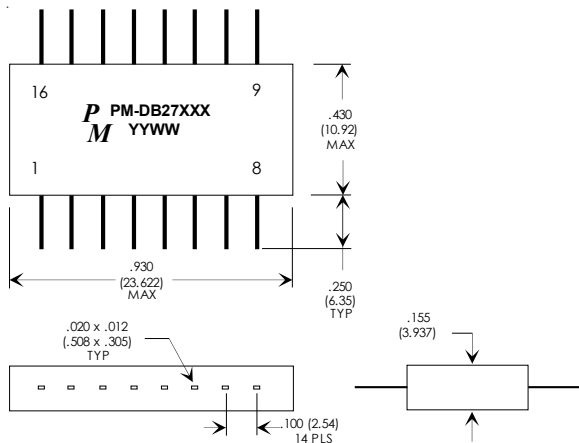 16
9
P
M
PM-DB27XXX
YYWW
1
8
.430
(10.92)
MAX
.930
(23.622)
MAX
.250
(6.35)
TYP
.020 x .012
(.508 x .305)
TYP
.155
(3.937)
.100 (2.54)
14 PLS